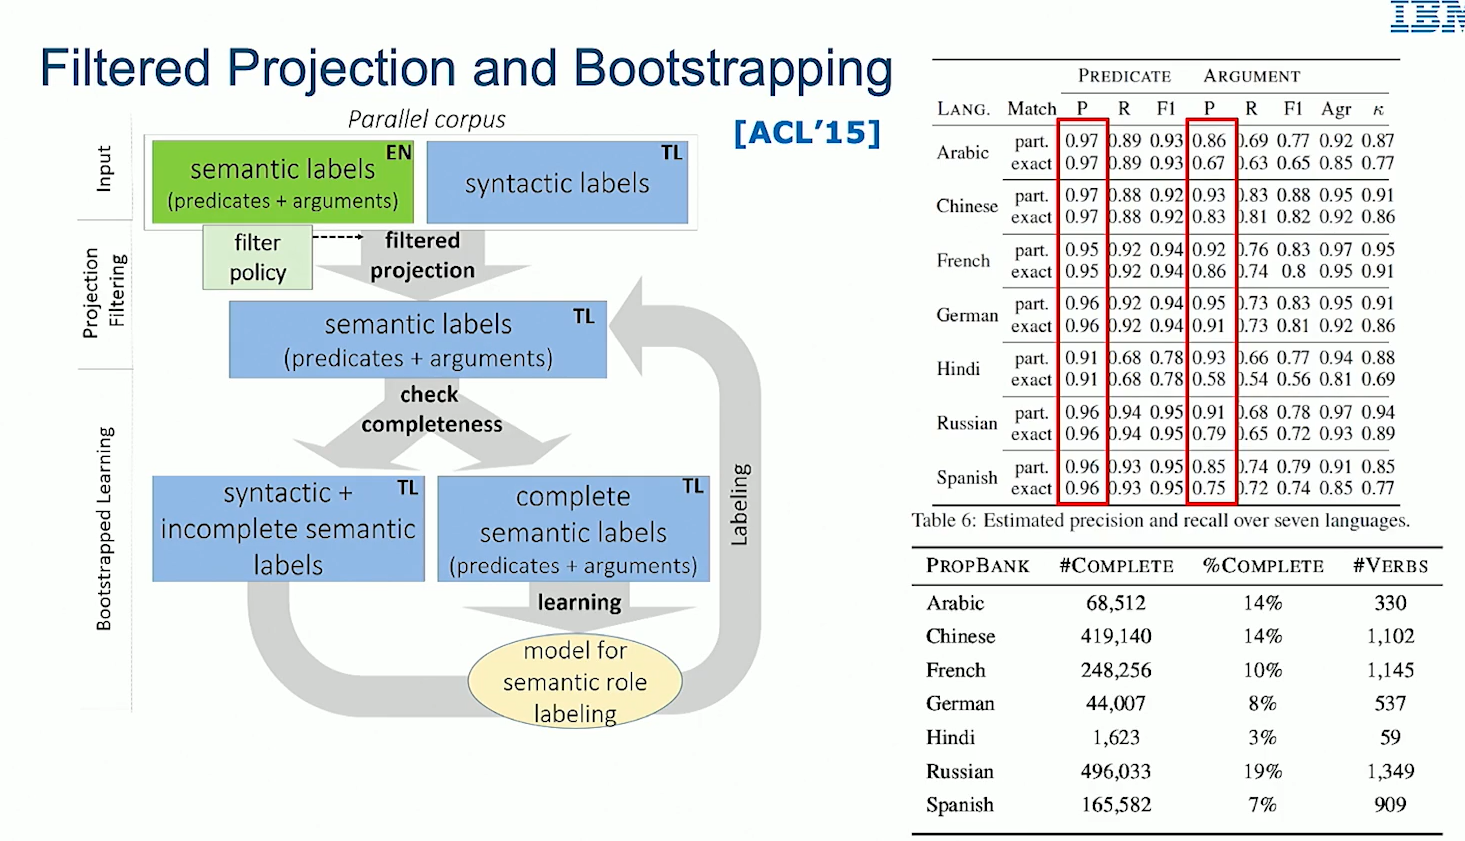 IBM
Filtered Projection and Bootstrapping
[ACL'15]
Parallel corpus
Input
semantic labels
(predicates + arguments)
EN
syntactic labels
TL
Projection
Filtering
filter
policy
filtered
projection
semantic labels
(predicates + arguments)
TL
check
completeness
Bootstrapped Learning
syntactic +
incomplete semantic
labels
TL
complete
semantic labels
(predicates + arguments)
TL
learning
model for
semantic role
labeling
Labeling
PREDICATE ARGUMENT
LANG. Match P R F1 P R F1 Agr κ
Arabic
part. 0.97 0.89 0.93 0.86 0.69 0.77 0.92 0.87
exact 0.97 0.89 0.93 0.67 0.63 0.65 0.85 0.77
Chinese
part. 0.97 0.88 0.92 0.93 0.83 0.88 0.95 0.91
exact 0.97 0.88 0.92 0.83 0.81 0.82 0.92 0.86
French
part. 0.95 0.92 0.94 0.92 0.76 0.83 0.97 0.95
exact 0.95 0.92 0.94 0.86 0.74 0.8 0.95 0.91
German
part. 0.96 0.92 0.94 0.95 0.73 0.83 0.95 0.91
exact 0.96 0.92 0.94 0.91 0.73 0.81 0.92 0.86
Hindi
part. 0.91 0.68 0.78 0.93 0.66 0.77 0.94 0.88
exact 0.91 0.68 0.78 0.58 0.54 0.56 0.81 0.69
Russian
part. 0.96 0.94 0.95 0.91 0.68 0.78 0.97 0.94
exact 0.96 0.94 0.95 0.79 0.65 0.72 0.93 0.89
Spanish
part. 0.96 0.93 0.95 0.85 0.74 0.79 0.91 0.85
exact 0.96 0.93 0.95 0.75 0.72 0.74 0.85 0.77
Table 6: Estimated precision and recall over seven languages.
PROPBANK #COMPLETE %COMPLETE #VERBS
Arabic 68,512 14% 330
Chinese 419,140 14% 1,102
French 248,256 10% 1,145
German 44,007 8% 537
Hindi 1,623 3% 59
Russian 496,033 19% 1,349
Spanish 165,582 7% 909